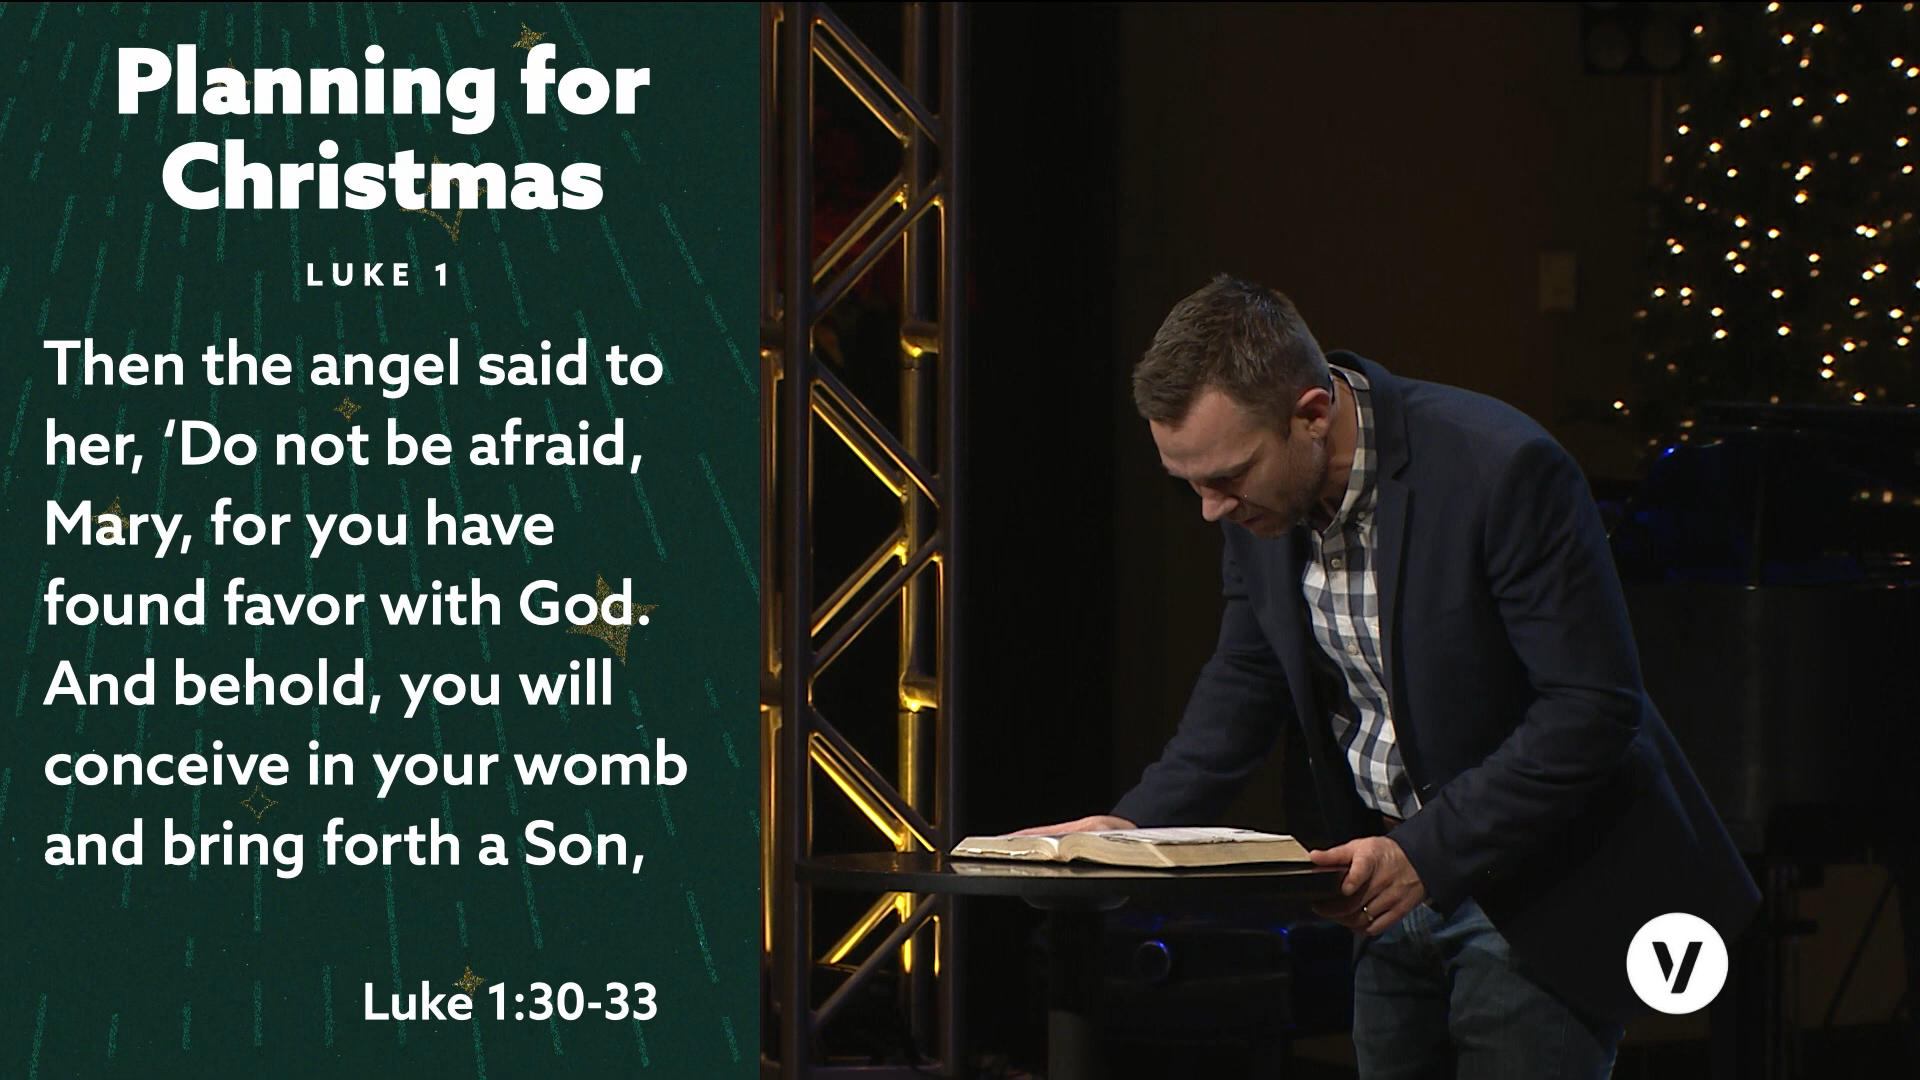 Planning for
Christmas
LUKE 1
Then the angel said to
her, ‘Do not be afraid,
Mary, for you have
found favor with God.
And behold, you will
conceive in your womb
and bring forth a Son,
Luke 1:30-33
y